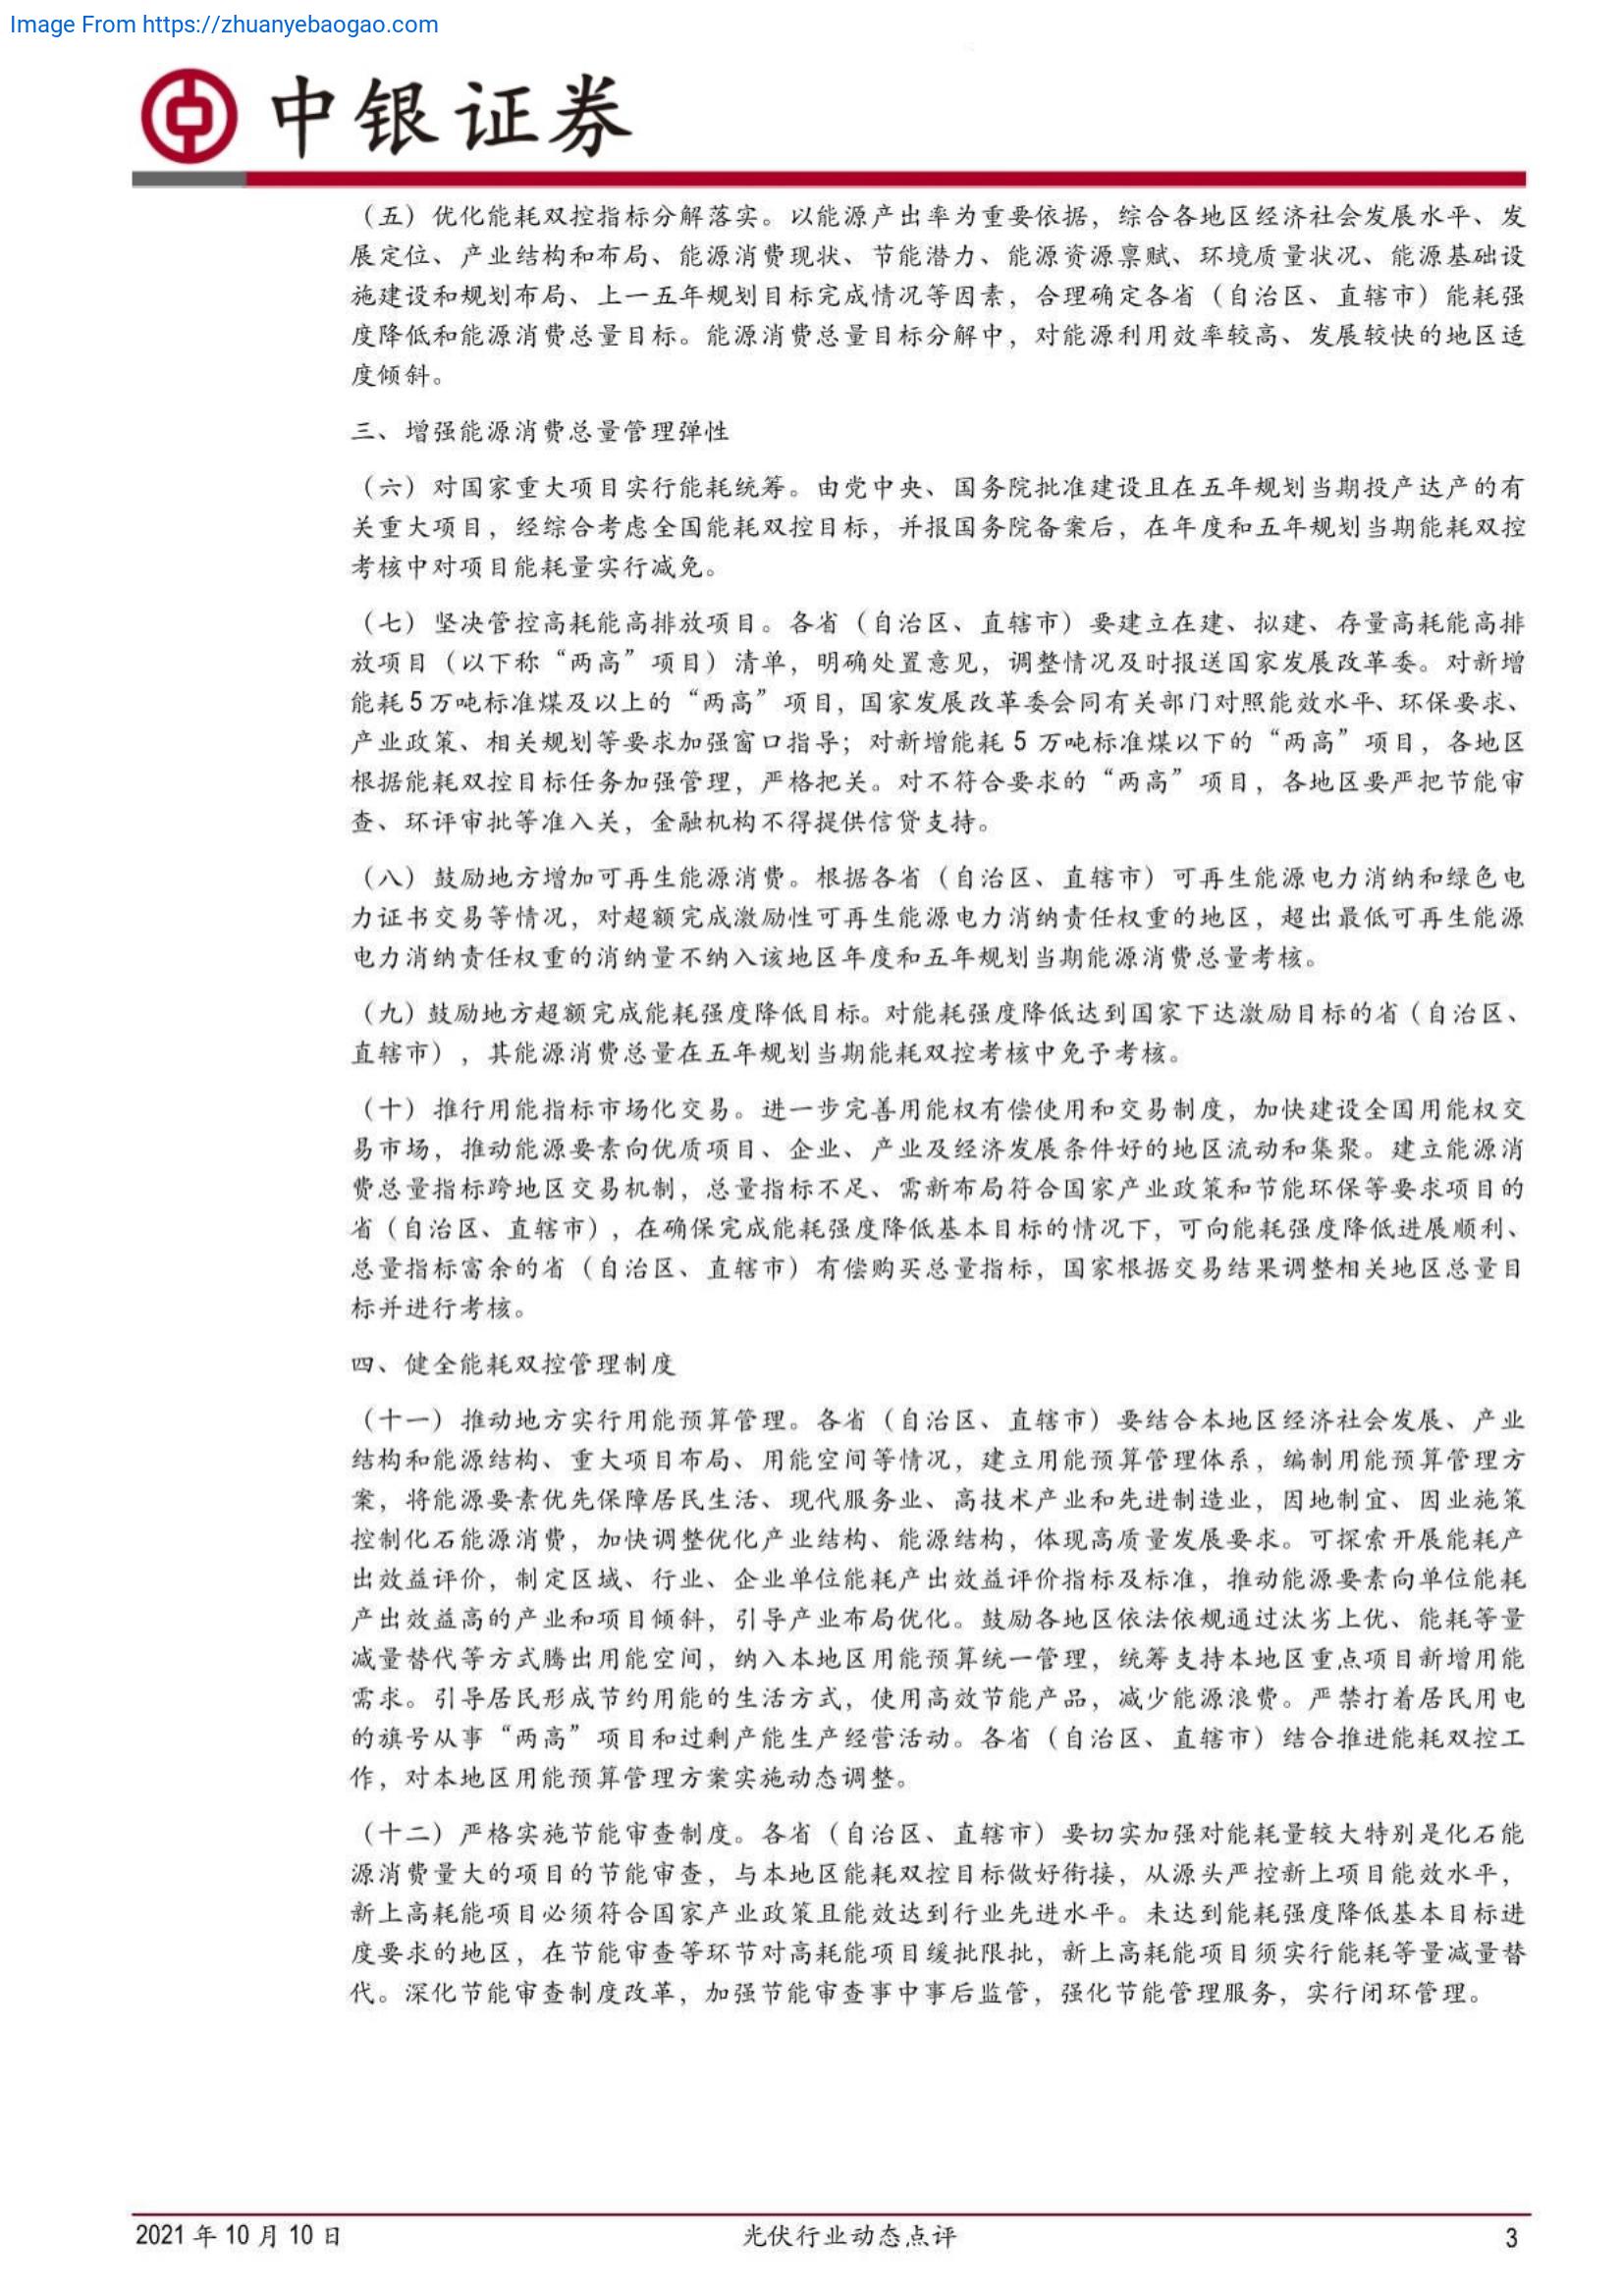 Image From https://zhuanyebaogao.com
中银证券
（五）优化能耗双控指标分解落实。以能源产出率为重要依据，综合各地区经济社会发展水平、发
展定位、产业结构和布局、能源消费现状、节能潜力、能源资源禀赋、环境质量状况、能源基础设
施建设和规划布局、上一五年规划目标完成情况等因素，合理确定各省（自治区、直辖市）能耗强
度降低和能源消费总量目标。能源消费总量目标分解中，对能源利用效率较高、发展较快的地区适
度倾斜。
三、增强能源消费总量管理弹性
（六）对国家重大项目实行能耗统筹。由党中央、国务院批准建设且在五年规划当期投产达产的有
关重大项目，经综合考虑全国能耗双控目标，并报国务院备案后，在年度和五年规划当期能耗双控
考核中对项目能耗量实行减免。
（七）坚决管控高耗能高排放项目。各省（自治区、直辖市）要建立在建、拟建、存量高耗能高排
放项目（以下称“两高”项目）清单，明确处置意见，调整情况及时报送国家发展改革委。对新增
能耗 5 万吨标准煤及以上的“两高”项目，国家发展改革委会同有关部门对照能效水平、环保要求、
产业政策、相关规划等要求加强窗口指导；对新增能耗 5 万吨标准煤以下的“两高”项目，各地区
根据能耗双控目标任务加强管理，严格把关。对不符合要求的“两高”项目，各地区要严把节能审
查、环评审批等准入关，金融机构不得提供信贷支持。
（八）鼓励地方增加可再生能源消费。根据各省（自治区、直辖市）可再生能源电力消纳和绿色电
力证书交易等情况，对超额完成激励性可再生能源电力消纳责任权重的地区，超出最低可再生能源
电力消纳责任权重的消纳量不纳入该地区年度和五年规划当期能源消费总量考核。
（九）鼓励地方超额完成能耗强度降低目标。对能耗强度降低达到国家下达激励目标的省（自治区、
直辖市），其能源消费总量在五年规划当期能耗双控考核中免予考核。
（十）推行用能指标市场化交易。进一步完善用能权有偿使用和交易制度，加快建设全国用能权交
易市场，推动能源要素向优质项目、企业、产业及经济发展条件好的地区流动和集聚。建立能源消
费总量指标跨地区交易机制，总量指标不足、需新布局符合国家产业政策和节能环保等要求项目的
省（自治区、直辖市），在确保完成能耗强度降低基本目标的情况下，可向能耗强度降低进展顺利、
总量指标富余的省（自治区、直辖市）有偿购买总量指标，国家根据交易结果调整相关地区总量目
标并进行考核。
四、健全能耗双控管理制度
（十一）推动地方实行用能预算管理。各省（自治区、直辖市）要结合本地区经济社会发展、产业
结构和能源结构、重大项目布局、用能空间等情况，建立用能预算管理体系，编制用能预算管理方
案，将能源要素优先保障居民生活、现代服务业、高技术产业和先进制造业，因地制宜、因业施策
控制化石能源消费，加快调整优化产业结构、能源结构，体现高质量发展要求。可探索开展能耗产
出效益评价，制定区域、行业、企业单位能耗产出效益评价指标及标准，推动能源要素向单位能耗
产出效益高的产业和项目倾斜，引导产业布局优化。鼓励各地区依法依规通过汰劣上优、能耗等量
减量替代等方式腾出用能空间，纳入本地区用能预算统一管理，统筹支持本地区重点项目新增用能
需求。引导居民形成节约用能的生活方式，使用高效节能产品，减少能源浪费。严禁打着居民用电
的旗号从事“两高”项目和过剩产能生产经营活动。各省（自治区、直辖市）结合推进能耗双控工
作，对本地区用能预算管理方案实施动态调整。
（十二）严格实施节能审查制度。各省（自治区、直辖市）要切实加强对能耗量较大特别是化石能
源消费量大的项目的节能审查，与本地区能耗双控目标做好衔接，从源头严控新上项目能效水平，
新上高耗能项目必须符合国家产业政策且能效达到行业先进水平。未达到能耗强度降低基本目标进
度要求的地区，在节能审查等环节对高耗能项目缓批限批，新上高耗能项目须实行能耗等量减量替
代。深化节能审查制度改革，加强节能审查事中事后监管，强化节能管理服务，实行闭环管理。
2021 年 10 月 10 日
光伏行业动态点评
3